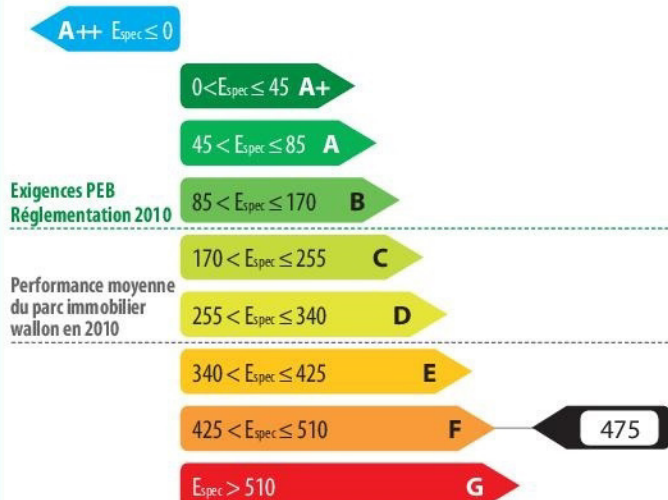 A++ Espec ≤ 0
0 < Espec ≤ 45 A+
45 < Espec ≤ 85 A
Exigences PEB
Réglementation 2010
85 < Espec ≤ 170 B
170 < Espec ≤ 255 C
Performance moyenne
du parc immobilier
wallon en 2010
255 < Espec ≤ 340 D
340 < Espec ≤ 425 E
425 < Espec ≤ 510 F 475
Espec > 510 G